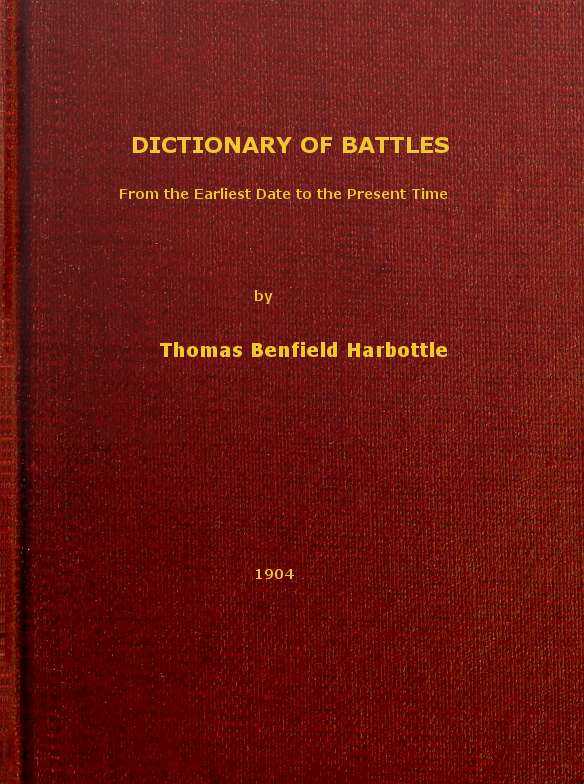 DICTIONARY OF BATTLES
From the Earliest Date to the Present Time
by
Thomas Benfield Harbottle
1904